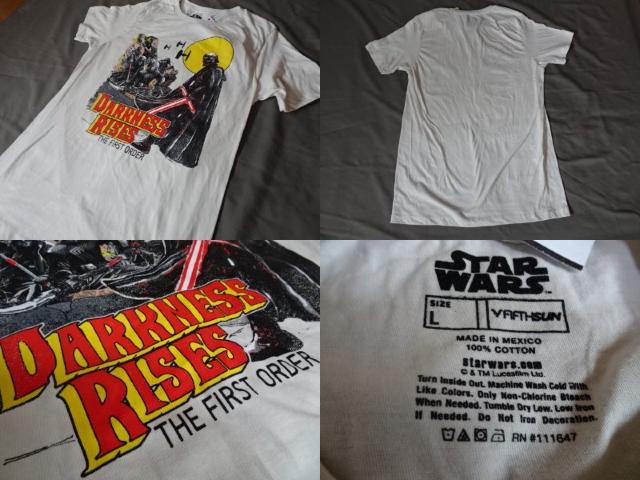 DARKNESS
RISES
THE FIRST ORDER
DARKNESS
RISES
THE FIRST ORDER
STAR
WARS™
SIZE
L
FIFTHSUN
MADE IN MEXICO
100% COTTON
starwars.com
© & TM Lucasfilm Ltd.
Turn Inside Out. Machine Wash Cold With
Like Colors. Only Non-Chlorine Bleach
When Needed. Tumble Dry Low. Low Iron
If Needed. Do Not Iron Decoration.
RN #111647